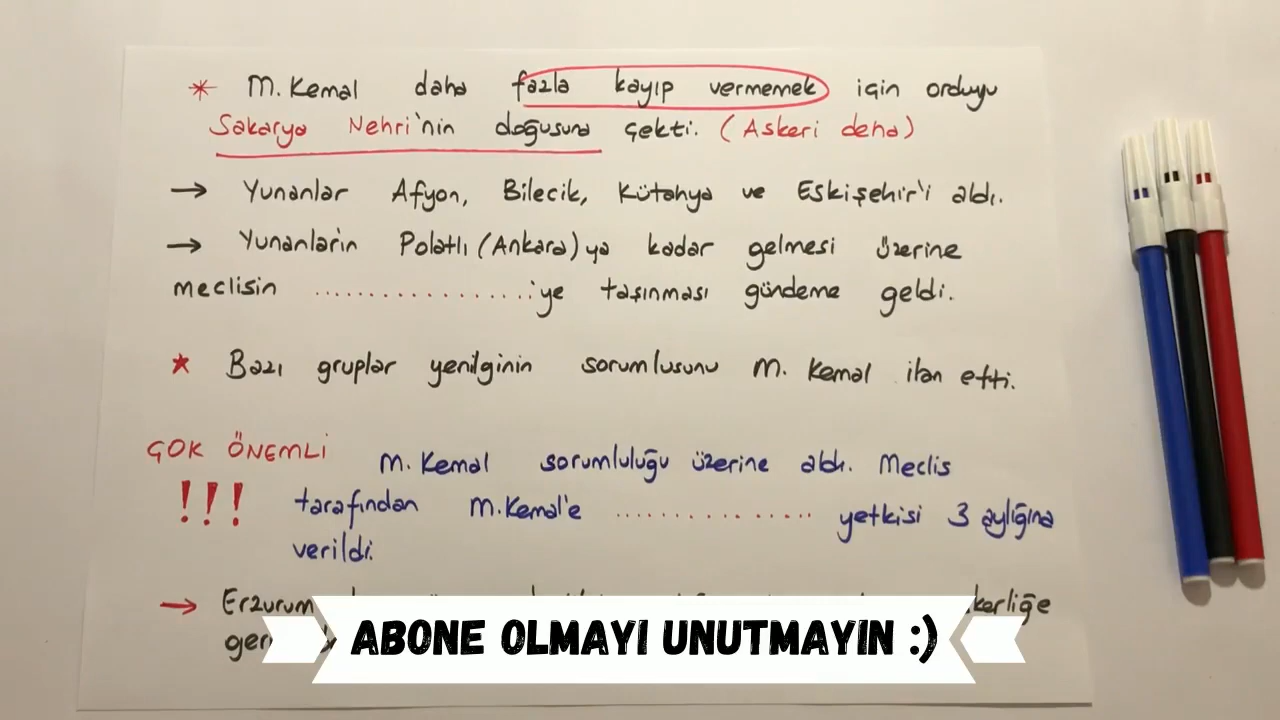 * M. Kemal daha fazla kayıp vermemek için orduyu
Sakarya Nehri'nin doğusuna çekti. (Askeri deha)
→ Yunanlar Afyon, Bilecik, Kütahya ve Eskişehir'i aldı.
→ Yunanların Polatlı (Ankara)ya kadar gelmesi üzerine
meclisin ..................'ye taşınması gündeme geldi.
★ Bazı gruplar yenilginin sorumlusunu M. Kemal ilan etti.
ÇOK ÖNEMLİ
!!!
M. Kemal sorumluluğu üzerine aldı. Meclis
tarafından M.Kemal'e ............... yetkisi 3 aylığına
verildi.
→ Erzurum
ABONE OLMAYI UNUTMAYIN :)